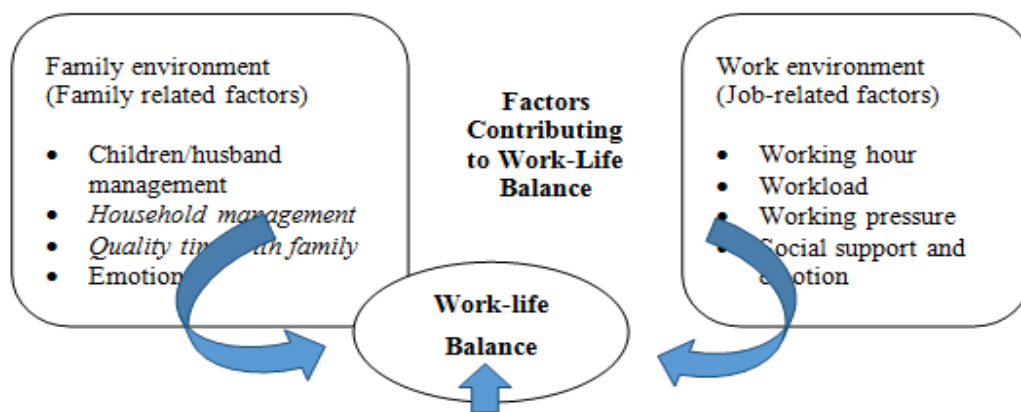 Family environment
(Family related factors)
• Children/husband
management
• Household management
• Quality time with family
• Emotion
Factors
Contributing
to Work-Life
Balance
Work environment
(Job-related factors)
• Working hour
• Workload
• Working pressure
• Social support and
emotion
Work-life
Balance